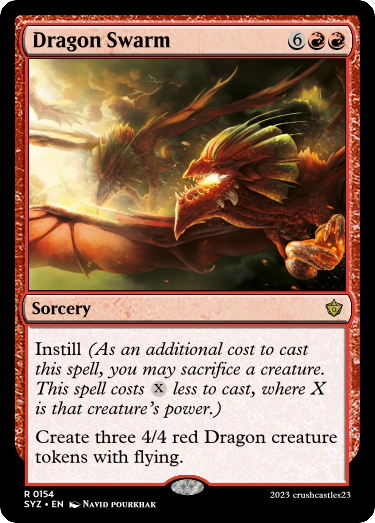 Dragon Swarm 6
Sorcery
Instill (As an additional cost to cast
this spell, you may sacrifice a creature.
This spell costs X less to cast, where X
is that creature's power.)
Create three 4/4 red Dragon creature
tokens with flying.
R 0154
SYZ • EN Navid pourkhak
2023 crushcastles23